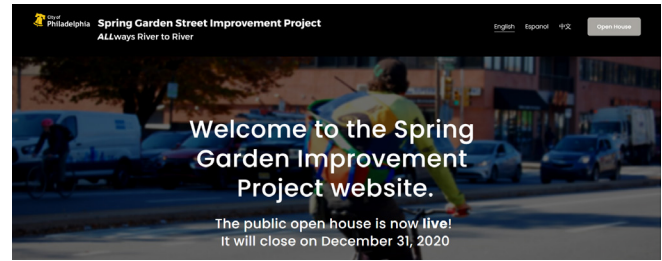 City of
Philadelphia
Spring Garden Street Improvement Project
ALLways River to River
English Espanol 中文 Open House
Welcome to the Spring
Garden Improvement
Project website.
The public open house is now live!
It will close on December 31, 2020